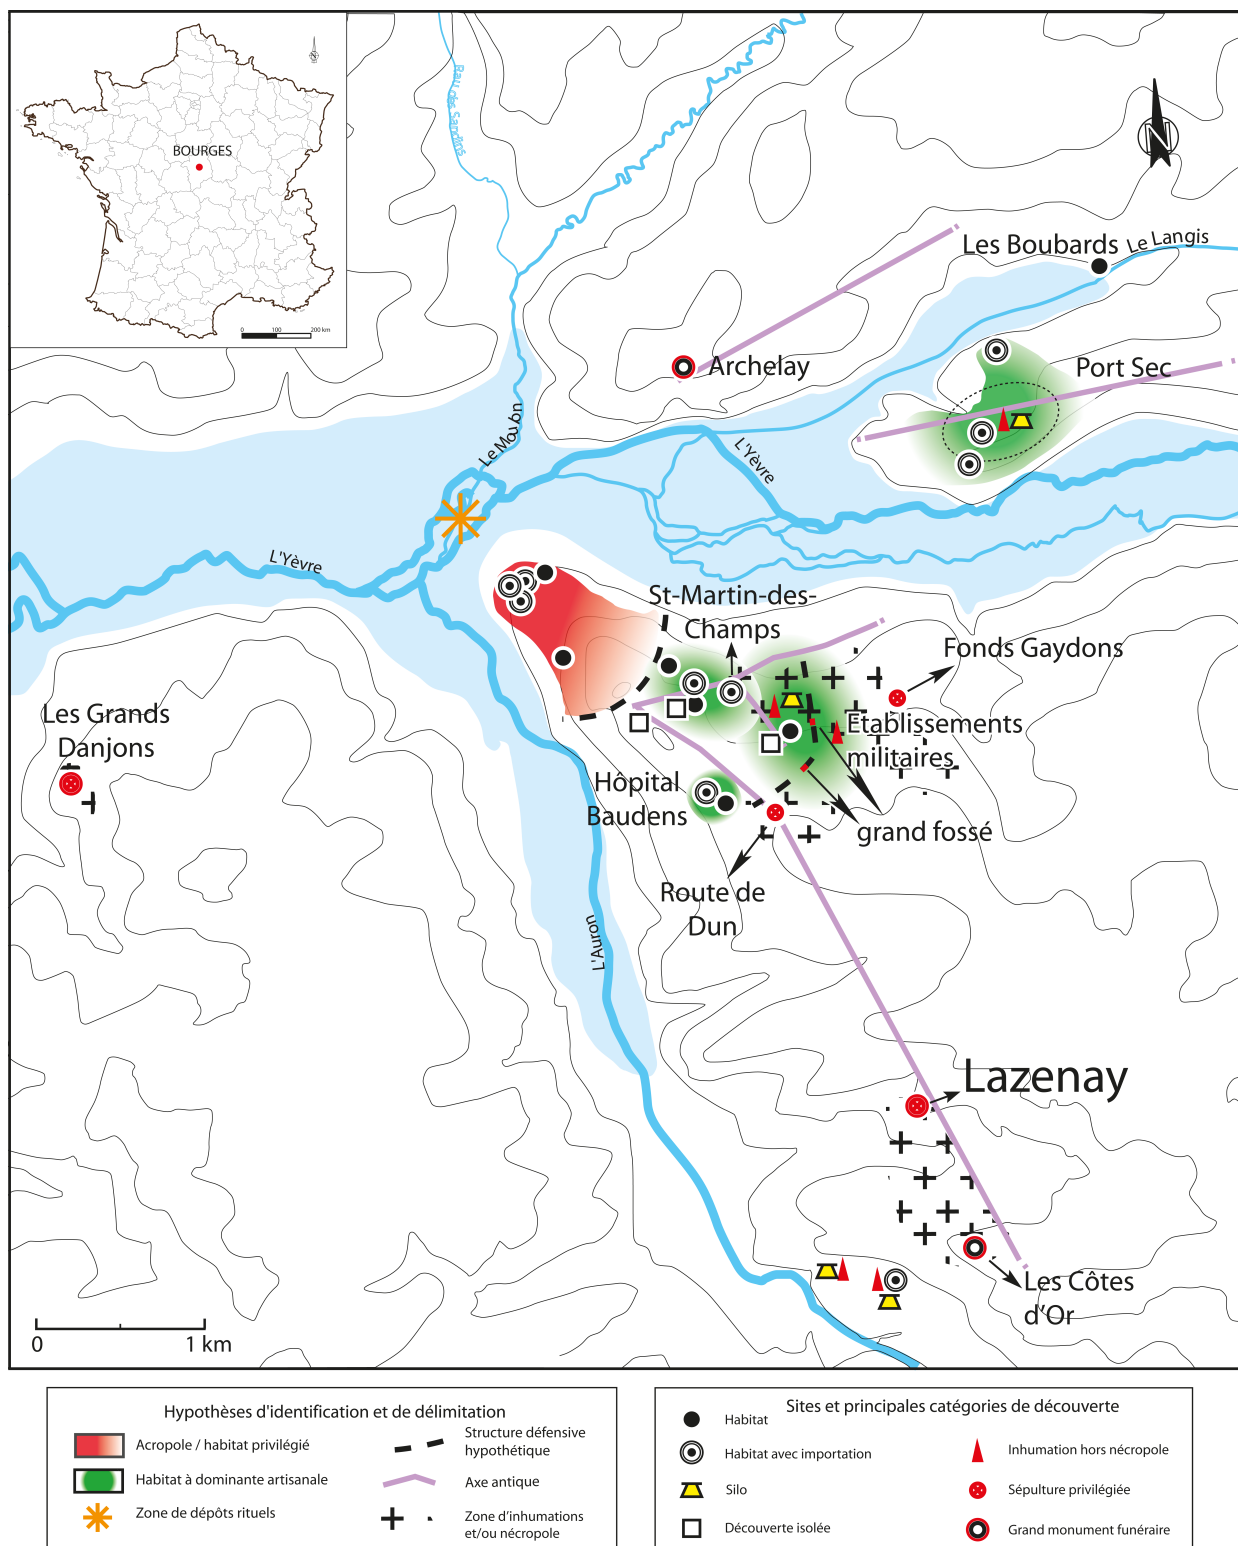 N
BOURGES
0 100 200 km
Rau des Sandins
N
Les Boubards
Le Langis
Archelay
Port Sec
Le Moulon
L'Yèvre
L'Yèvre
St-Martin-des-
Champs
Fonds Gaydons
Les Grands
Danjons
Etablissements
militaires
Hôpital
Baudens
grand fossé
Route de
Dun
L'Auron
Lazenay
Les Côtes
d'Or
0 1 km
Hypothèses d'identification et de délimitation
Acropole / habitat privilégié
Habitat à dominante artisanale
Zone de dépôts rituels
Structure défensive
hypothétique
Axe antique
Zone d'inhumations
et/ou nécropole
Sites et principales catégories de découverte
Habitat
Habitat avec importation
Silo
Découverte isolée
Inhumation hors nécropole
Sépulture privilégiée
Grand monument funéraire